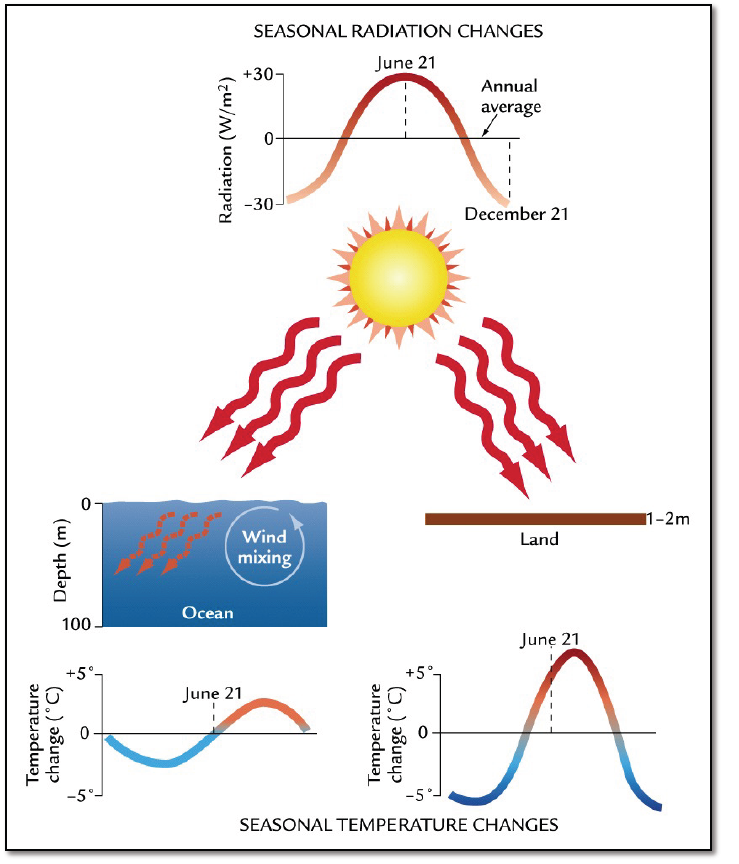 SEASONAL RADIATION CHANGES
June 21
+30
Annual
average
Radiation (W/m²)
0
−30
December 21
0
Wind
mixing
1–2m
Depth (m)
Land
Ocean
100
June 21
+5°
June 21
+5°
Temperature
change (°C)
0
Temperature
change (°C)
0
−5°
−5°
SEASONAL TEMPERATURE CHANGES